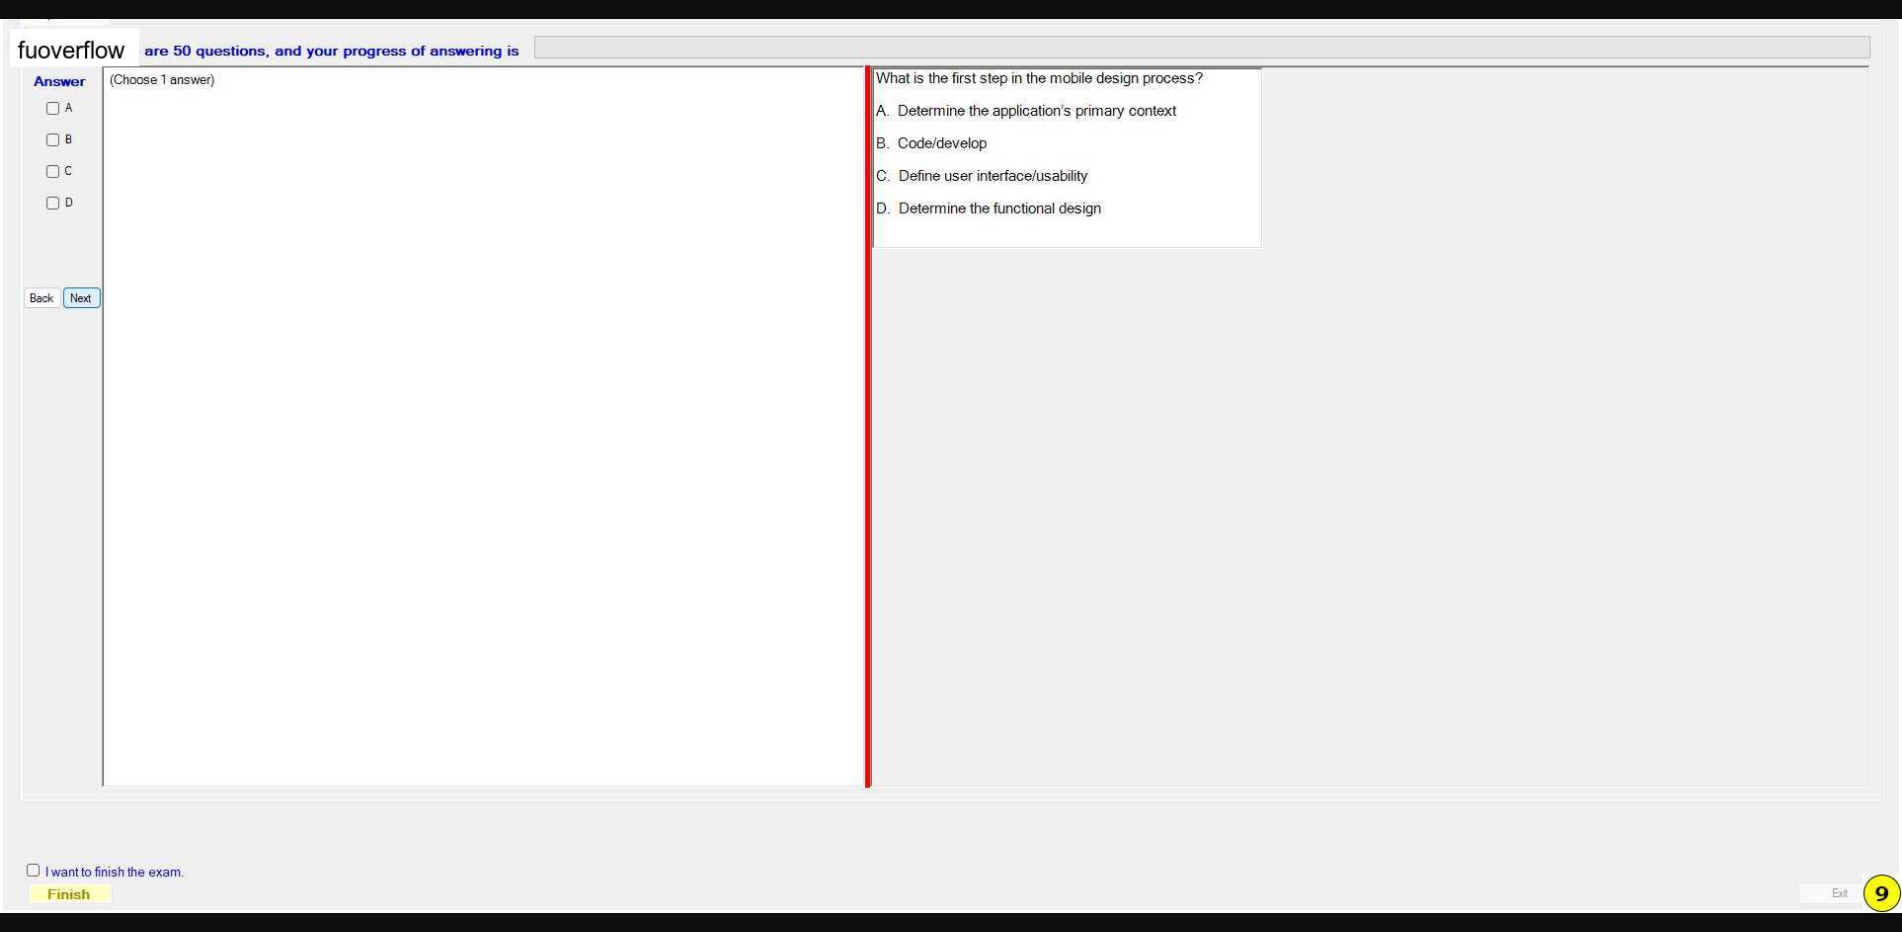 fuoverflow are 50 questions, and your progress of answering is
Answer
(Choose 1 answer)
A
B
C
D
Back Next
What is the first step in the mobile design process?
A. Determine the application's primary context
B. Code/develop
C. Define user interface/usability
D. Determine the functional design
I want to finish the exam.
Finish
Exit
9